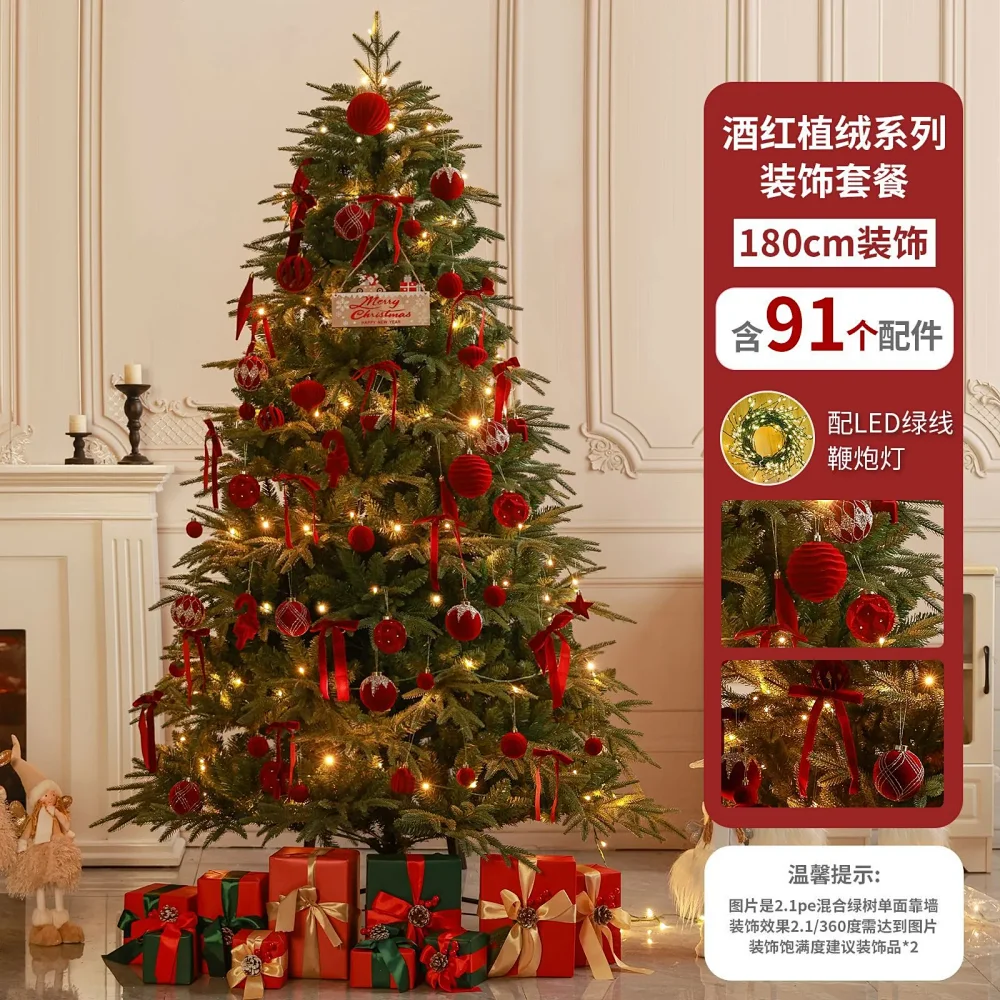 Merry
Christmas
HAPPY NEW YEAR
酒红植绒系列
装饰套餐
180cm装饰
含91个配件
配LED绿线
鞭炮灯
温馨提示:
图片是2.1pe混合绿树单面靠墙
装饰效果2.1/360度需达到图片
装饰饱满度建议装饰品*2